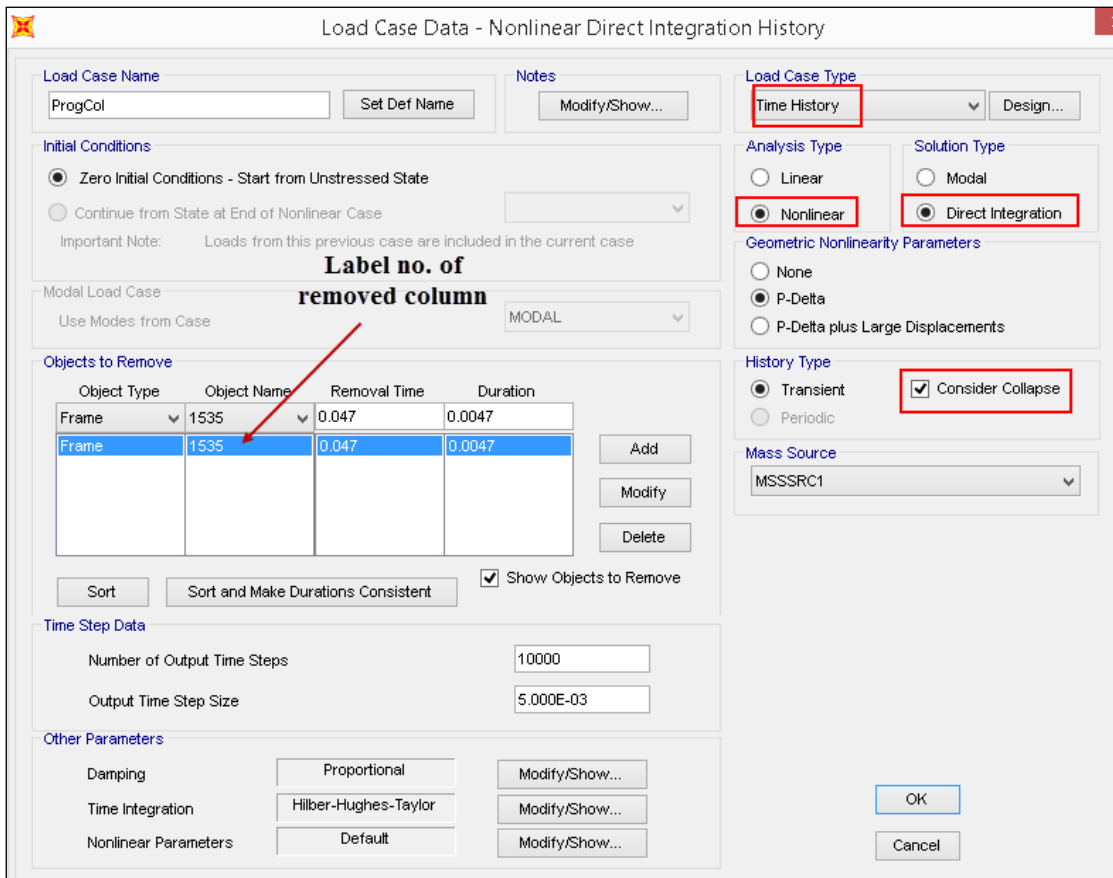 Load Case Data - Nonlinear Direct Integration History
Load Case Name
ProgCol
Set Def Name
Notes
Modify/Show...
Load Case Type
Time History
Design...
Initial Conditions
Zero Initial Conditions - Start from Unstressed State
Continue from State at End of Nonlinear Case
Important Note: Loads from this previous case are included in the current case
Analysis Type
Linear
Nonlinear
Solution Type
Modal
Direct Integration
Geometric Nonlinearity Parameters
None
P-Delta
P-Delta plus Large Displacements
Label no. of
removed column
Modal Load Case
Use Modes from Case
MODAL
Objects to Remove
Object Type Object Name Removal Time Duration
Frame 1535 0.047 0.0047
Frame 1535 0.047 0.0047
Add
Modify
Delete
Sort
Sort and Make Durations Consistent
Show Objects to Remove
History Type
Transient
Periodic
Consider Collapse
Mass Source
MSSSRC1
Time Step Data
Number of Output Time Steps 10000
Output Time Step Size 5.000E-03
Other Parameters
Damping Proportional Modify/Show...
Time Integration Hilber-Hughes-Taylor Modify/Show...
Nonlinear Parameters Default Modify/Show...
OK
Cancel